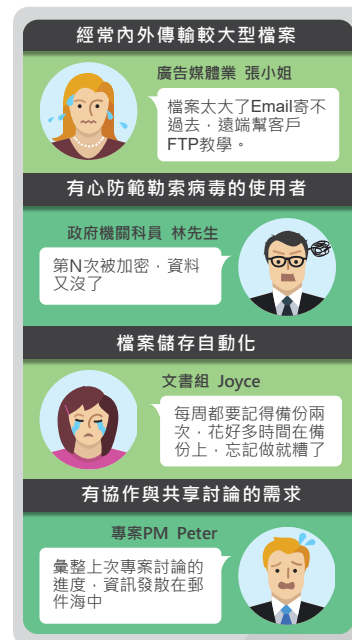 經常內外傳輸較大型檔案
廣告媒體業 張小姐
檔案太大了Email寄不
過去，遠端幫客戶
FTP教學。
有心防範勒索病毒的使用者
政府機關科員 林先生
第N次被加密，資料
又沒了
檔案儲存自動化
文書組 Joyce
每周都要記得備份兩
次，花好多時間在備
份上，忘記做就糟了
有協作與共享討論的需求
專案PM Peter
彙整上次專案討論的
進度，資訊發散在郵
件海中